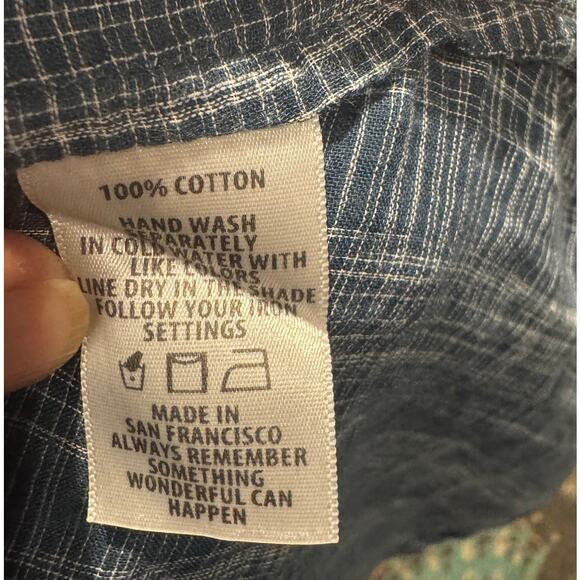 100% COTTON
HAND WASH
SEPARATELY
IN COLD WATER WITH
LIKE COLORS
LINE DRY IN THE SHADE
FOLLOW YOUR IRON
SETTINGS
MADE IN
SAN FRANCISCO
ALWAYS REMEMBER
SOMETHING
WONDERFUL CAN
HAPPEN